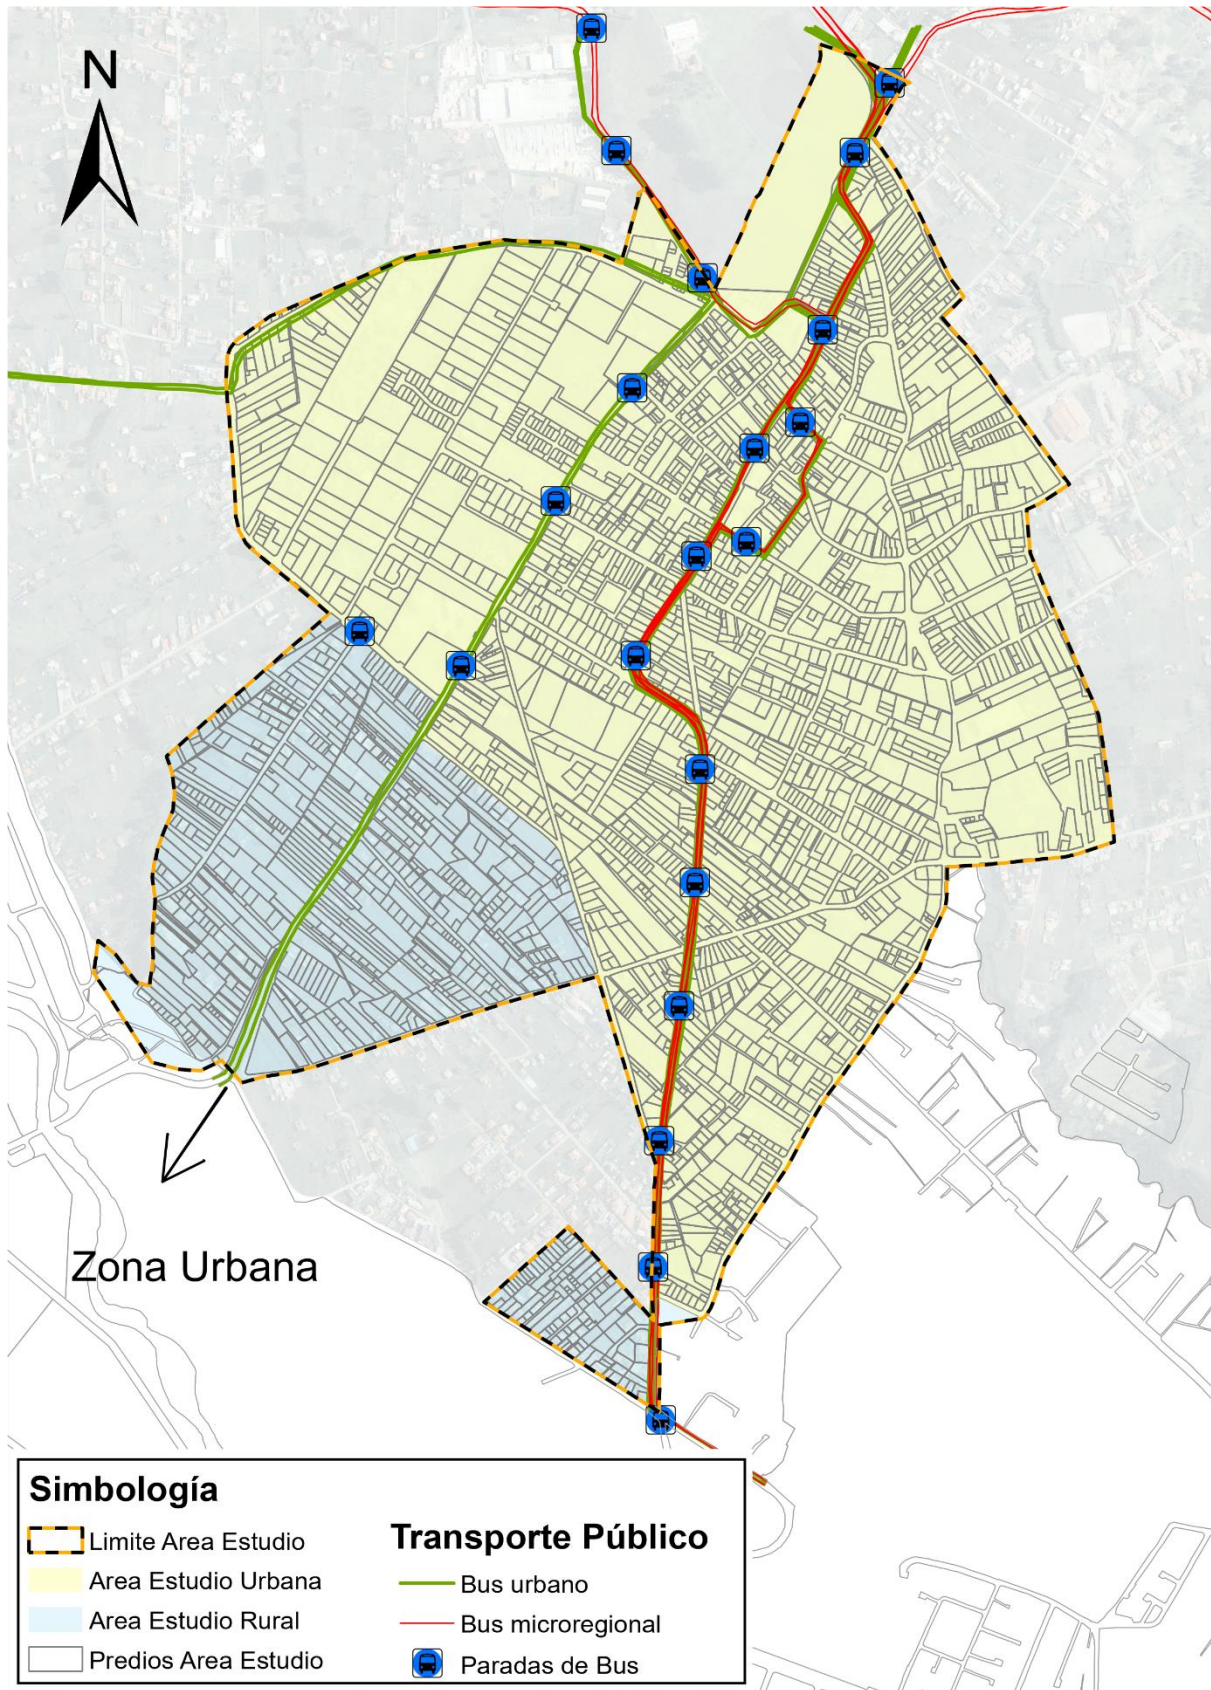 N
Zona Urbana
Simbología
Limite Area Estudio
Area Estudio Urbana
Area Estudio Rural
Predios Area Estudio
Transporte Público
Bus urbano
Bus microregional
Paradas de Bus